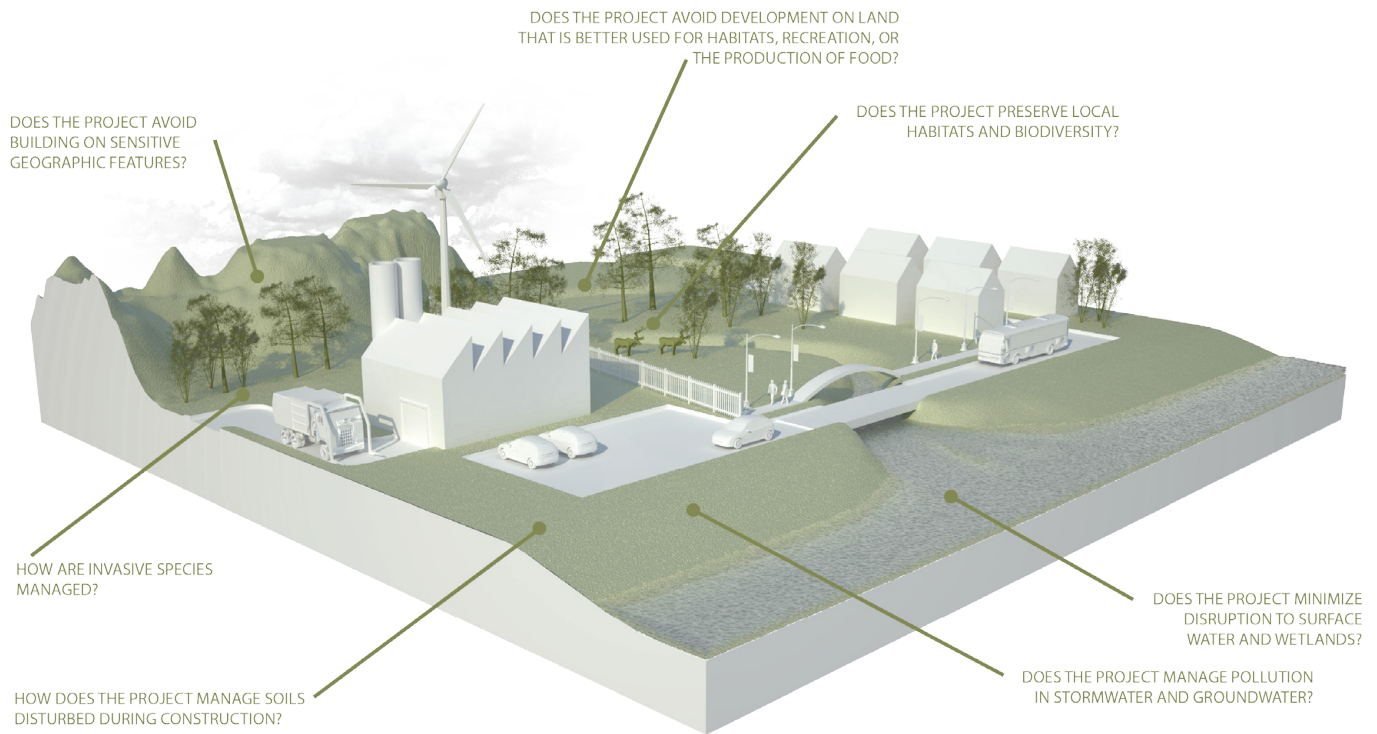 DOES THE PROJECT AVOID DEVELOPMENT ON LAND
THAT IS BETTER USED FOR HABITATS, RECREATION, OR
THE PRODUCTION OF FOOD?
DOES THE PROJECT PRESERVE LOCAL
HABITATS AND BIODIVERSITY?
DOES THE PROJECT AVOID
BUILDING ON SENSITIVE
GEOGRAPHIC FEATURES?
HOW ARE INVASIVE SPECIES
MANAGED?
DOES THE PROJECT MINIMIZE
DISRUPTION TO SURFACE
WATER AND WETLANDS?
DOES THE PROJECT MANAGE POLLUTION
IN STORMWATER AND GROUNDWATER?
HOW DOES THE PROJECT MANAGE SOILS
DISTURBED DURING CONSTRUCTION?